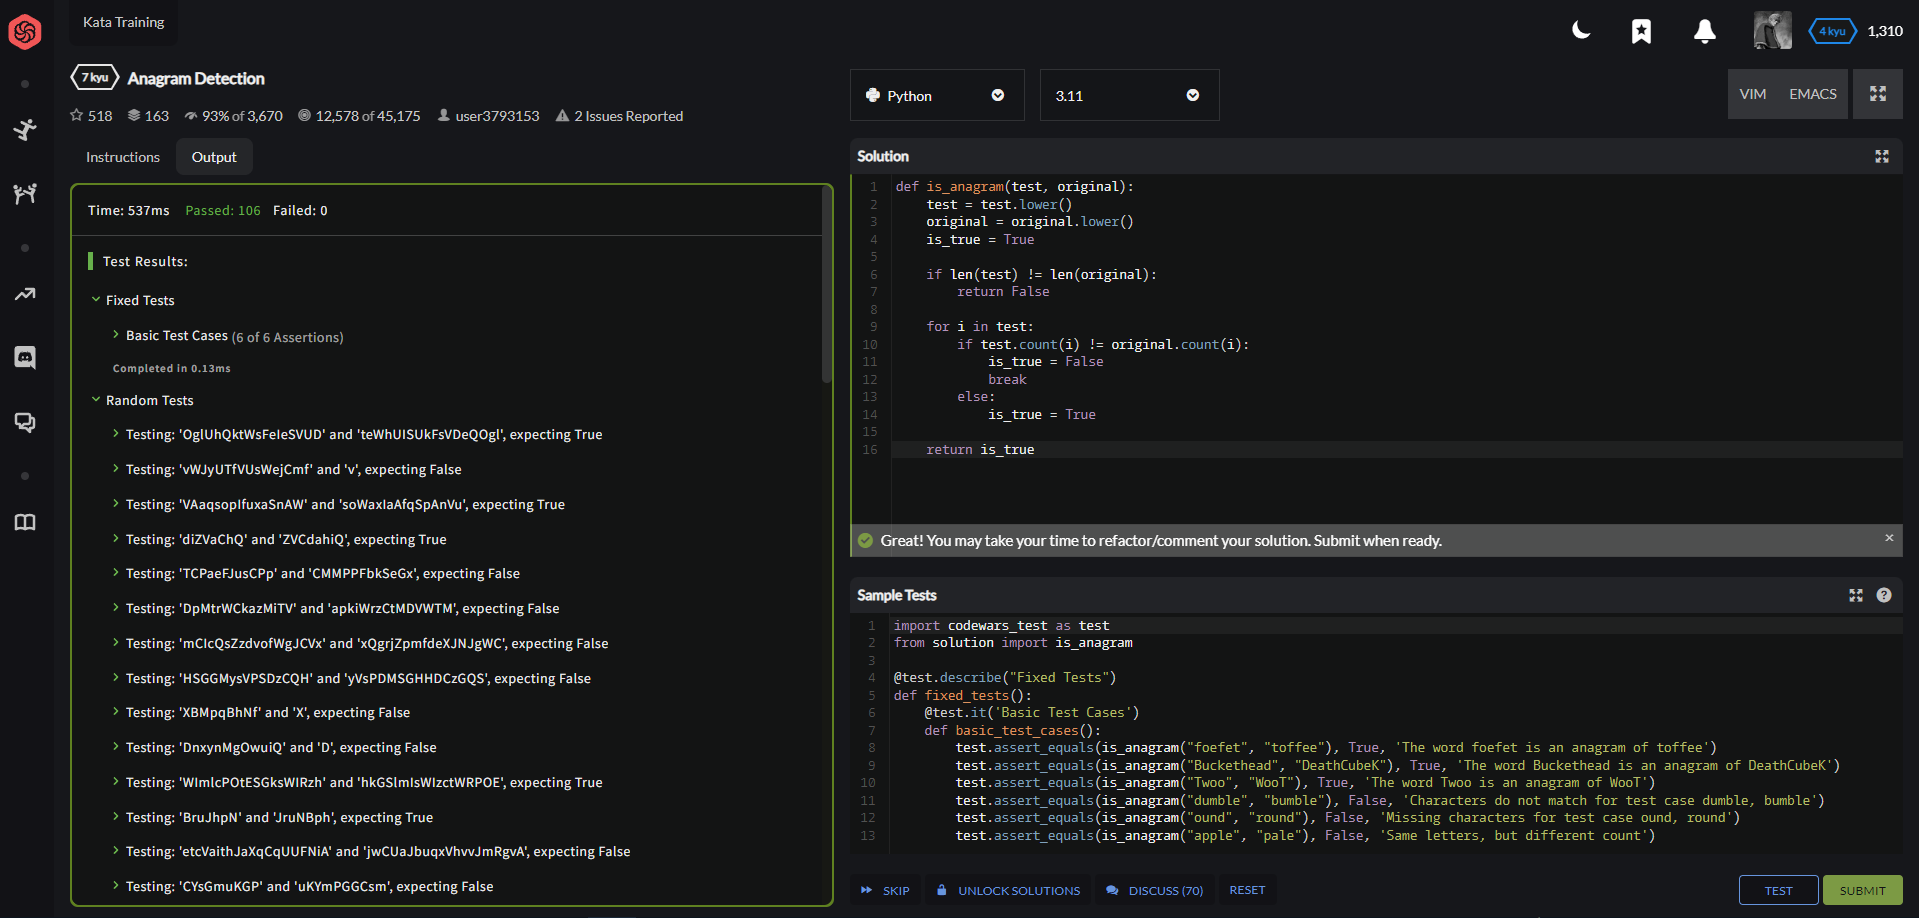 Kata Training
4 kyu
1,310
7 kyu
Anagram Detection
518
163
93% of 3,670
12,578 of 45,175
user3793153
2 Issues Reported
Instructions
Output
Time: 537ms Passed: 106 Failed: 0
Test Results:
Fixed Tests
Basic Test Cases (6 of 6 Assertions)
Completed in 0.13ms
Random Tests
Testing: 'OglUhQktWsFeIeSVUD' and 'teWhUISUkFsVDeQOgl', expecting True
Testing: 'vWJyUTfVUsWejCmf' and 'v', expecting False
Testing: 'VAaqsopIfuxaSnAW' and 'soWaxIaAfqSpAnVu', expecting True
Testing: 'diZVaChQ' and 'ZVCdahiQ', expecting True
Testing: 'TCPaeFJusCPp' and 'CMMPPFbkSeGx', expecting False
Testing: 'DpMtrWCkazMiTV' and 'apkiWrzCtMDVWTM', expecting False
Testing: 'mCIcQsZzdvofWgJCVx' and 'xQgrjZpmfdeXJNJgWC', expecting False
Testing: 'HSGGMysVPSDzCQH' and 'yVsPDMSGHHDCzGQS', expecting False
Testing: 'XBMpqBhNf' and 'X', expecting False
Testing: 'DnxynMgOwuiQ' and 'D', expecting False
Testing: 'WImlcPOtESGksWIRzh' and 'hkGSlmIsWIzctWRPOE', expecting True
Testing: 'BruJhpN' and 'JruNBph', expecting True
Testing: 'etcVaithJaXqCqUUFNiA' and 'jwCUaJbuqxVhvvJmRgvA', expecting False
Testing: 'CYsGmuKGP' and 'uKYmPGGCsm', expecting False
Python
3.11
VIM
EMACS
Solution
1 def is_anagram(test, original):
2 test = test.lower()
3 original = original.lower()
4 is_true = True
5
6 if len(test) != len(original):
7 return False
8
9 for i in test:
10 if test.count(i) != original.count(i):
11 is_true = False
12 break
13 else:
14 is_true = True
15
16 return is_true
Great! You may take your time to refactor/comment your solution. Submit when ready.
Sample Tests
1 import codewars_test as test
2 from solution import is_anagram
3
4 @test.describe("Fixed Tests")
5 def fixed_tests():
6 @test.it('Basic Test Cases')
7 def basic_test_cases():
8 test.assert_equals(is_anagram("foefet", "toffee"), True, 'The word foefet is an anagram of toffee')
9 test.assert_equals(is_anagram("Buckethead", "DeathCubeK"), True, 'The word Buckethead is an anagram of DeathCubeK')
10 test.assert_equals(is_anagram("Twoo", "WooT"), True, 'The word Twoo is an anagram of WooT')
11 test.assert_equals(is_anagram("dumble", "bumble"), False, 'Characters do not match for test case dumble, bumble')
12 test.assert_equals(is_anagram("ound", "round"), False, 'Missing characters for test case ound, round')
13 test.assert_equals(is_anagram("apple", "pale"), False, 'Same letters, but different count')
SKIP
UNLOCK SOLUTIONS
DISCUSS (70)
RESET
TEST
SUBMIT